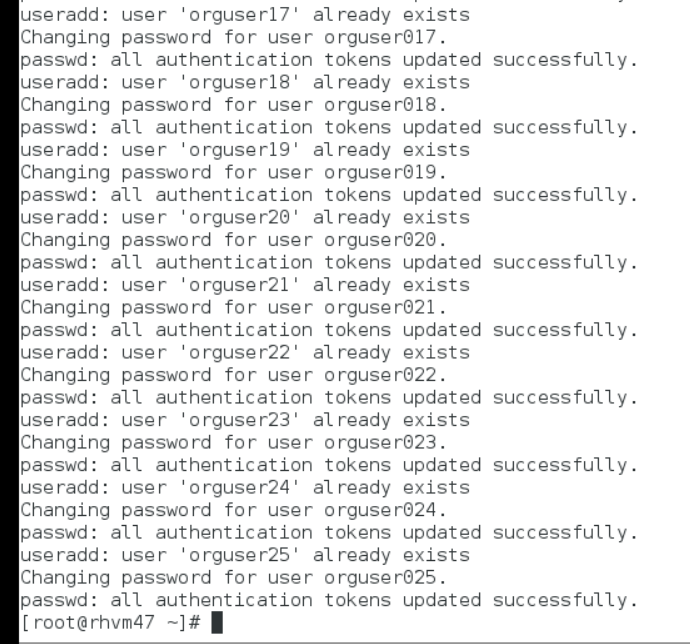 useradd: user 'orguser17' already exists
Changing password for user orguser017.
passwd: all authentication tokens updated successfully.
useradd: user 'orguser18' already exists
Changing password for user orguser018.
passwd: all authentication tokens updated successfully.
useradd: user 'orguser19' already exists
Changing password for user orguser019.
passwd: all authentication tokens updated successfully.
useradd: user 'orguser20' already exists
Changing password for user orguser020.
passwd: all authentication tokens updated successfully.
useradd: user 'orguser21' already exists
Changing password for user orguser021.
passwd: all authentication tokens updated successfully.
useradd: user 'orguser22' already exists
Changing password for user orguser022.
passwd: all authentication tokens updated successfully.
useradd: user 'orguser23' already exists
Changing password for user orguser023.
passwd: all authentication tokens updated successfully.
useradd: user 'orguser24' already exists
Changing password for user orguser024.
passwd: all authentication tokens updated successfully.
useradd: user 'orguser25' already exists
Changing password for user orguser025.
passwd: all authentication tokens updated successfully.
[root@rhvm47 ~]#